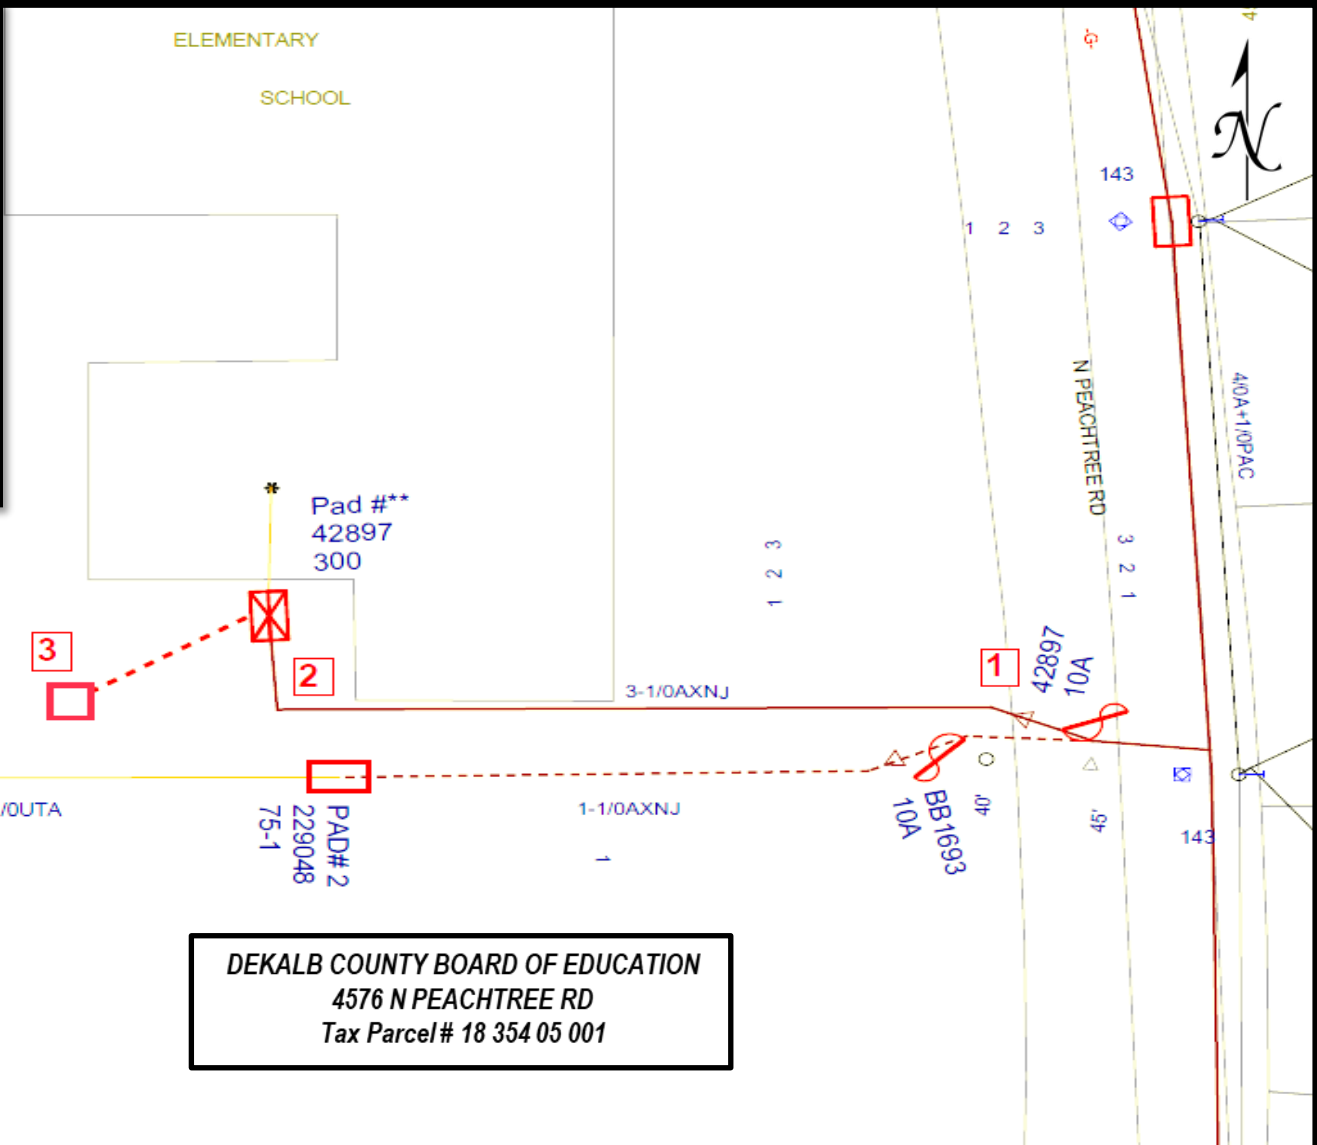 ELEMENTARY
SCHOOL
-G-
N
143
1 2 3
N PEACHTREE RD
4/0A+1/0PAC
Pad #**
42897
300
1 2 3
3 2 1
3
2
1
42897
10A
3-1/0AXNJ
/0UTA
PAD# 2
229048
75-1
1-1/0AXNJ
1
BB1693
10A
40'
45'
143
DEKALB COUNTY BOARD OF EDUCATION
4576 N PEACHTREE RD
Tax Parcel # 18 354 05 001